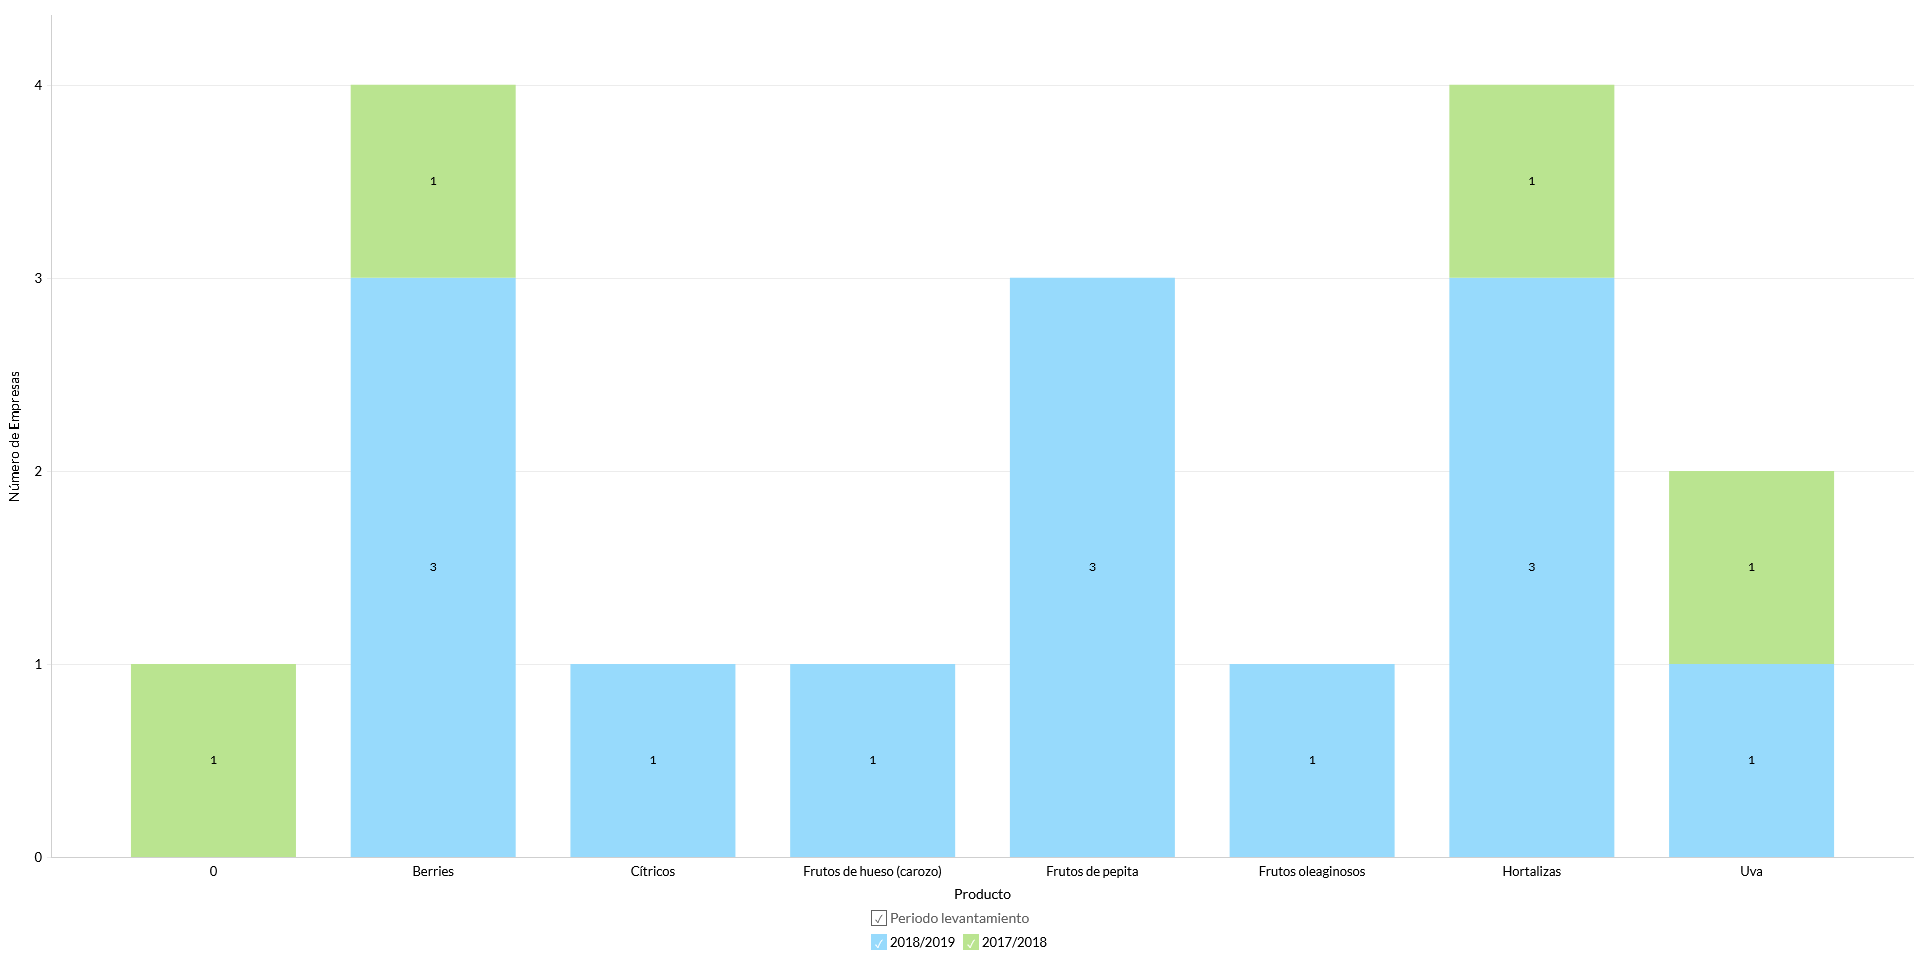 Número de Empresas
4
3
2
1
0
1
1
1
3
3
3
1
1
1
1
1
1
0
Berries
Cítricos
Frutos de hueso (carozo)
Frutos de pepita
Frutos oleaginosos
Hortalizas
Uva
Producto
Periodo levantamiento
2018/2019
2017/2018